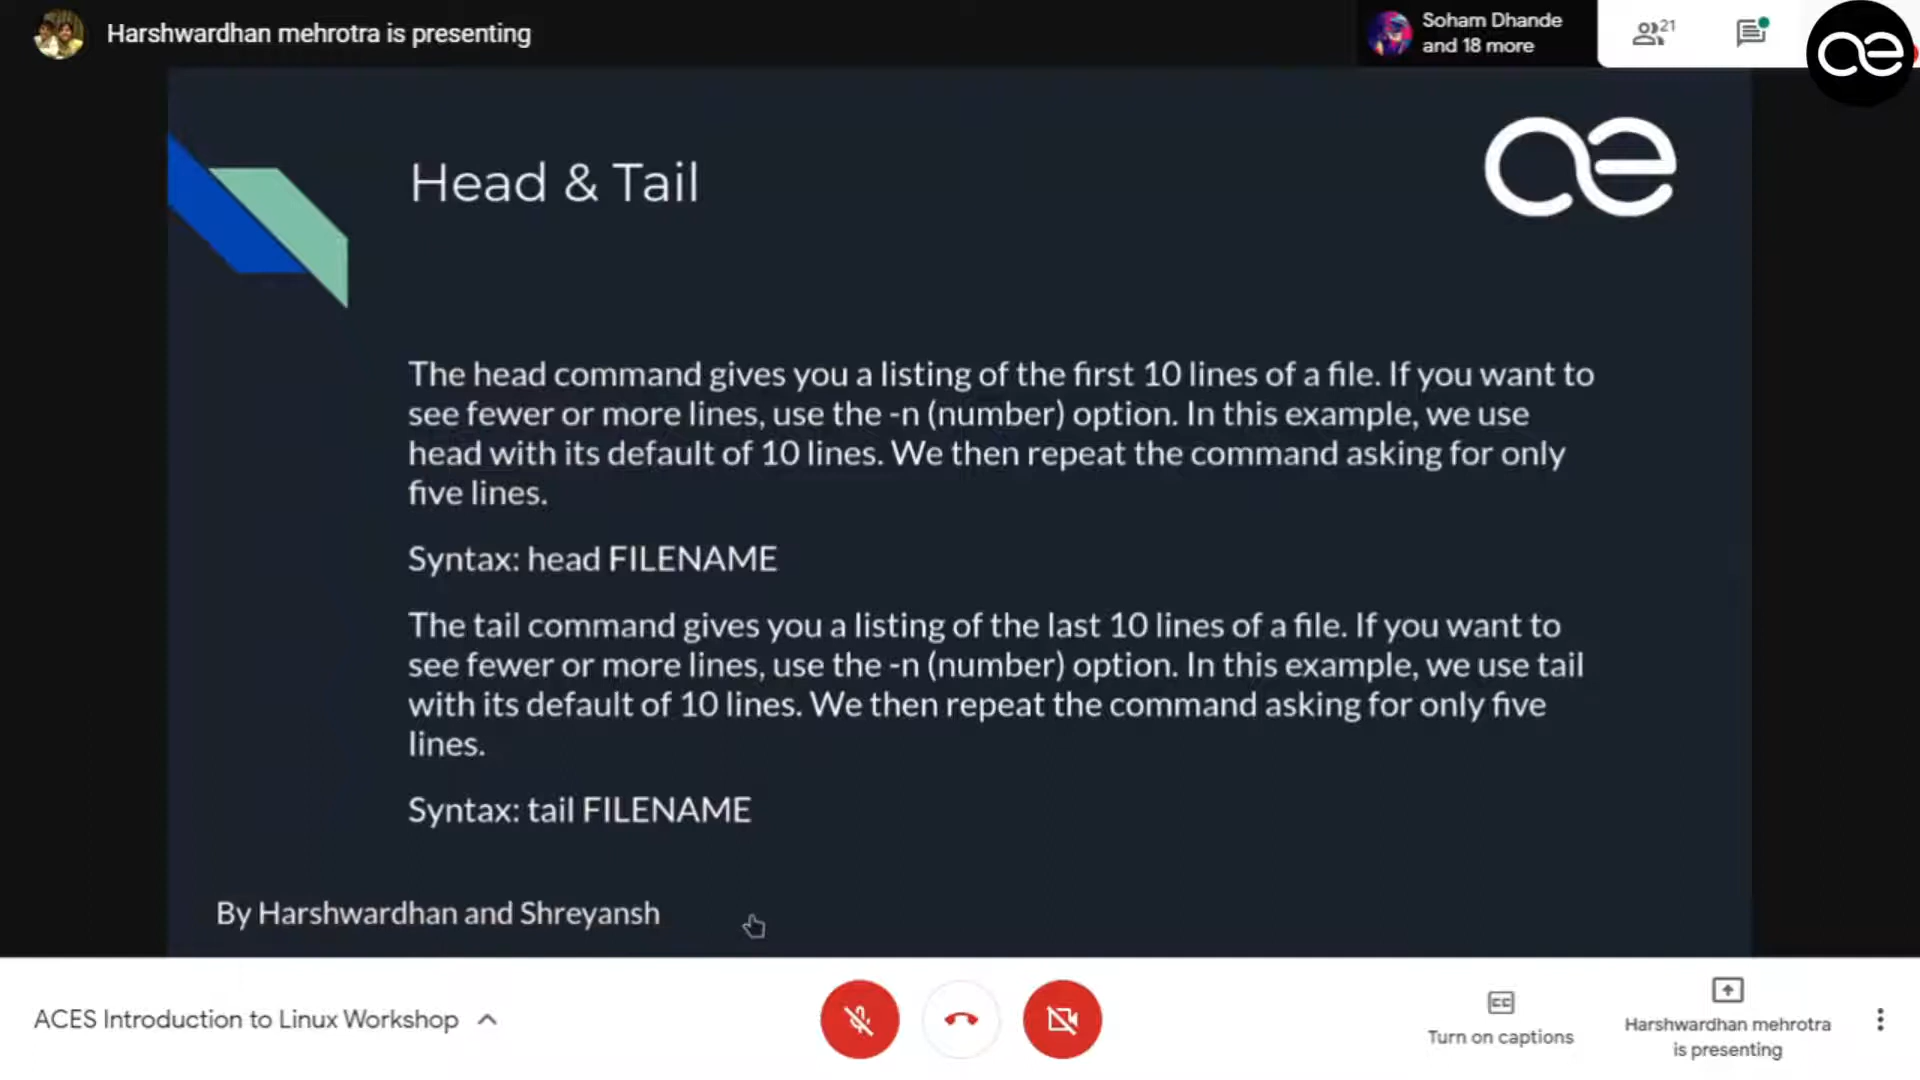 Harshwardhan mehrotra is presenting
Soham Dhande
and 18 more
21
Head & Tail
The head command gives you a listing of the first 10 lines of a file. If you want to
see fewer or more lines, use the -n (number) option. In this example, we use
head with its default of 10 lines. We then repeat the command asking for only
five lines.
Syntax: head FILENAME
The tail command gives you a listing of the last 10 lines of a file. If you want to
see fewer or more lines, use the -n (number) option. In this example, we use tail
with its default of 10 lines. We then repeat the command asking for only five
lines.
Syntax: tail FILENAME
By Harshwardhan and Shreyansh
ACES Introduction to Linux Workshop
CC
Turn on captions
Harshwardhan mehrotra
is presenting